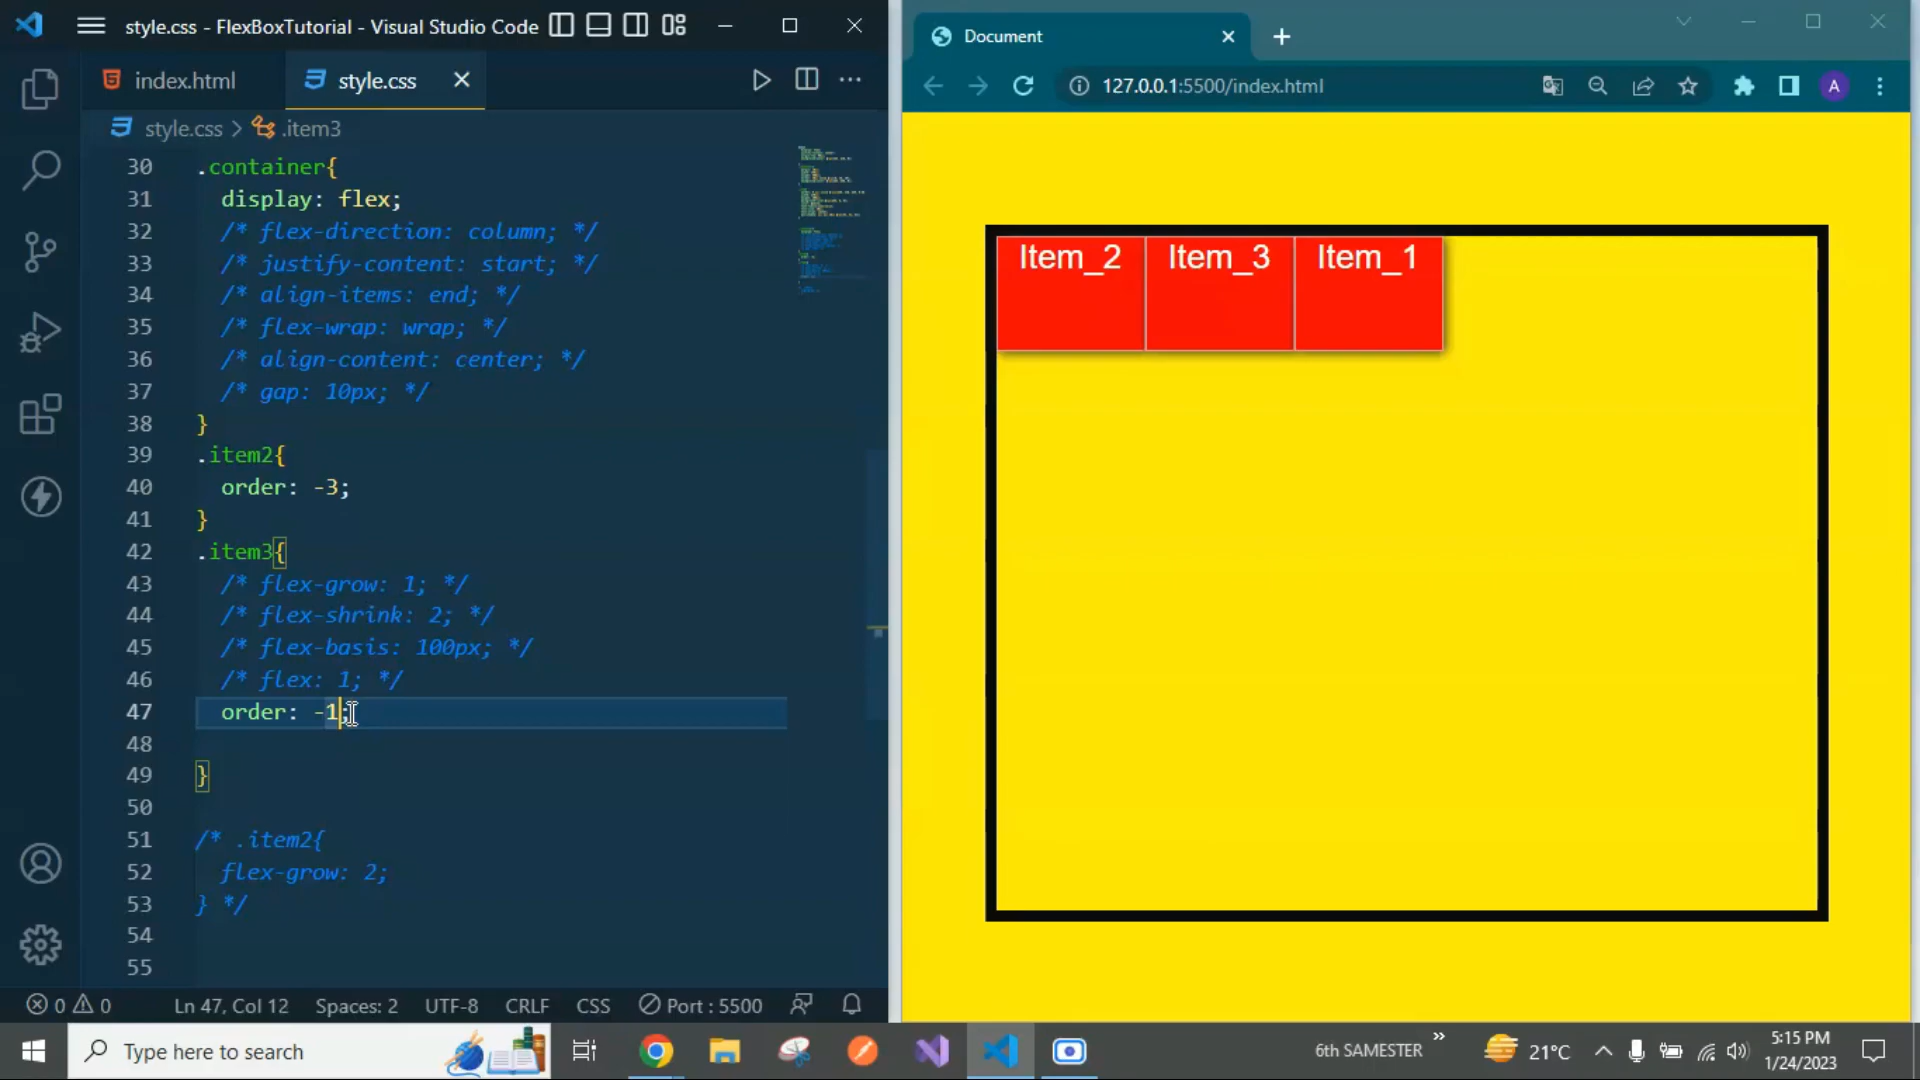 style.css - FlexBoxTutorial - Visual Studio Code
index.html
style.css
style.css > .item3
30 .container{
31 display: flex;
32 /* flex-direction: column; */
33 /* justify-content: start; */
34 /* align-items: end; */
35 /* flex-wrap: wrap; */
36 /* align-content: center; */
37 /* gap: 10px; */
38 }
39 .item2{
40 order: -3;
41 }
42 .item3{
43 /* flex-grow: 1; */
44 /* flex-shrink: 2; */
45 /* flex-basis: 100px; */
46 /* flex: 1; */
47 order: -1;
48
49 }
50
51 /* .item2{
52 flex-grow: 2;
53 } */
54
55
0 0 Ln 47, Col 12 Spaces: 2 UTF-8 CRLF CSS Port : 5500
Document
127.0.0.1:5500/index.html
A
Item_2 Item_3 Item_1
Type here to search
6th SAMESTER
21°C
5:15 PM
1/24/2023